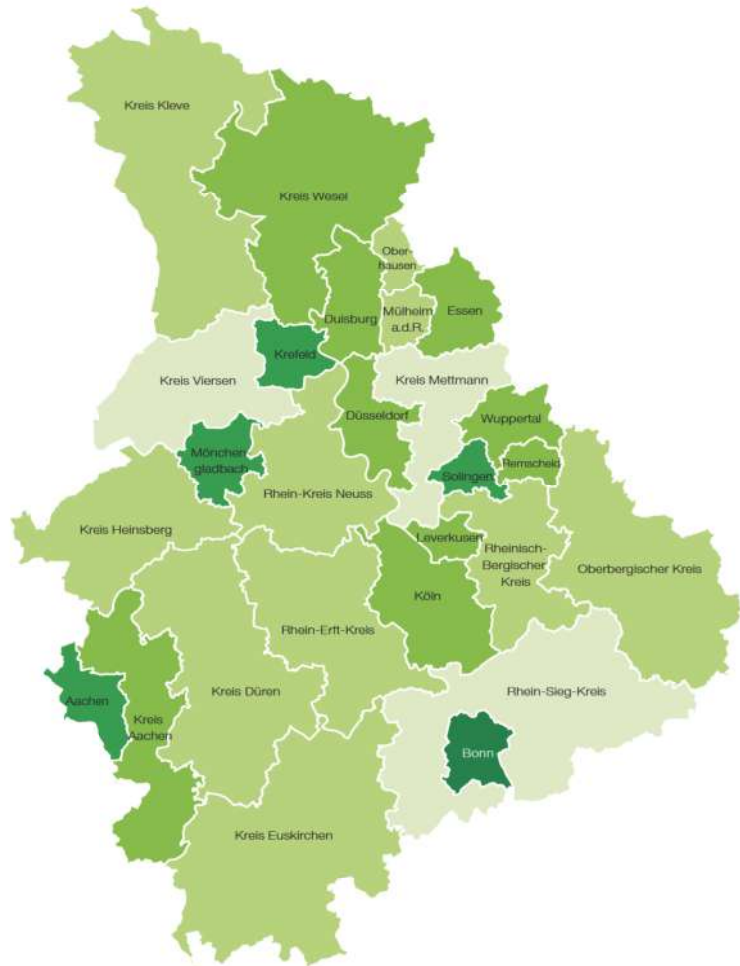 Kreis Kleve
Kreis Wesel
Ober-
hausen
Duisburg
Mülheim
a.d.R.
Essen
Krefeld
Kreis Viersen
Kreis Mettmann
Düsseldorf
Wuppertal
Mönchen
gladbach
Solingen
Remscheid
Rhein-Kreis Neuss
Kreis Heinsberg
Leverkusen
Rheinisch-
Bergischer
Kreis
Oberbergischer Kreis
Köln
Rhein-Erft-Kreis
Kreis Düren
Rhein-Sieg-Kreis
Aachen
Kreis
Aachen
Bonn
Kreis Euskirchen